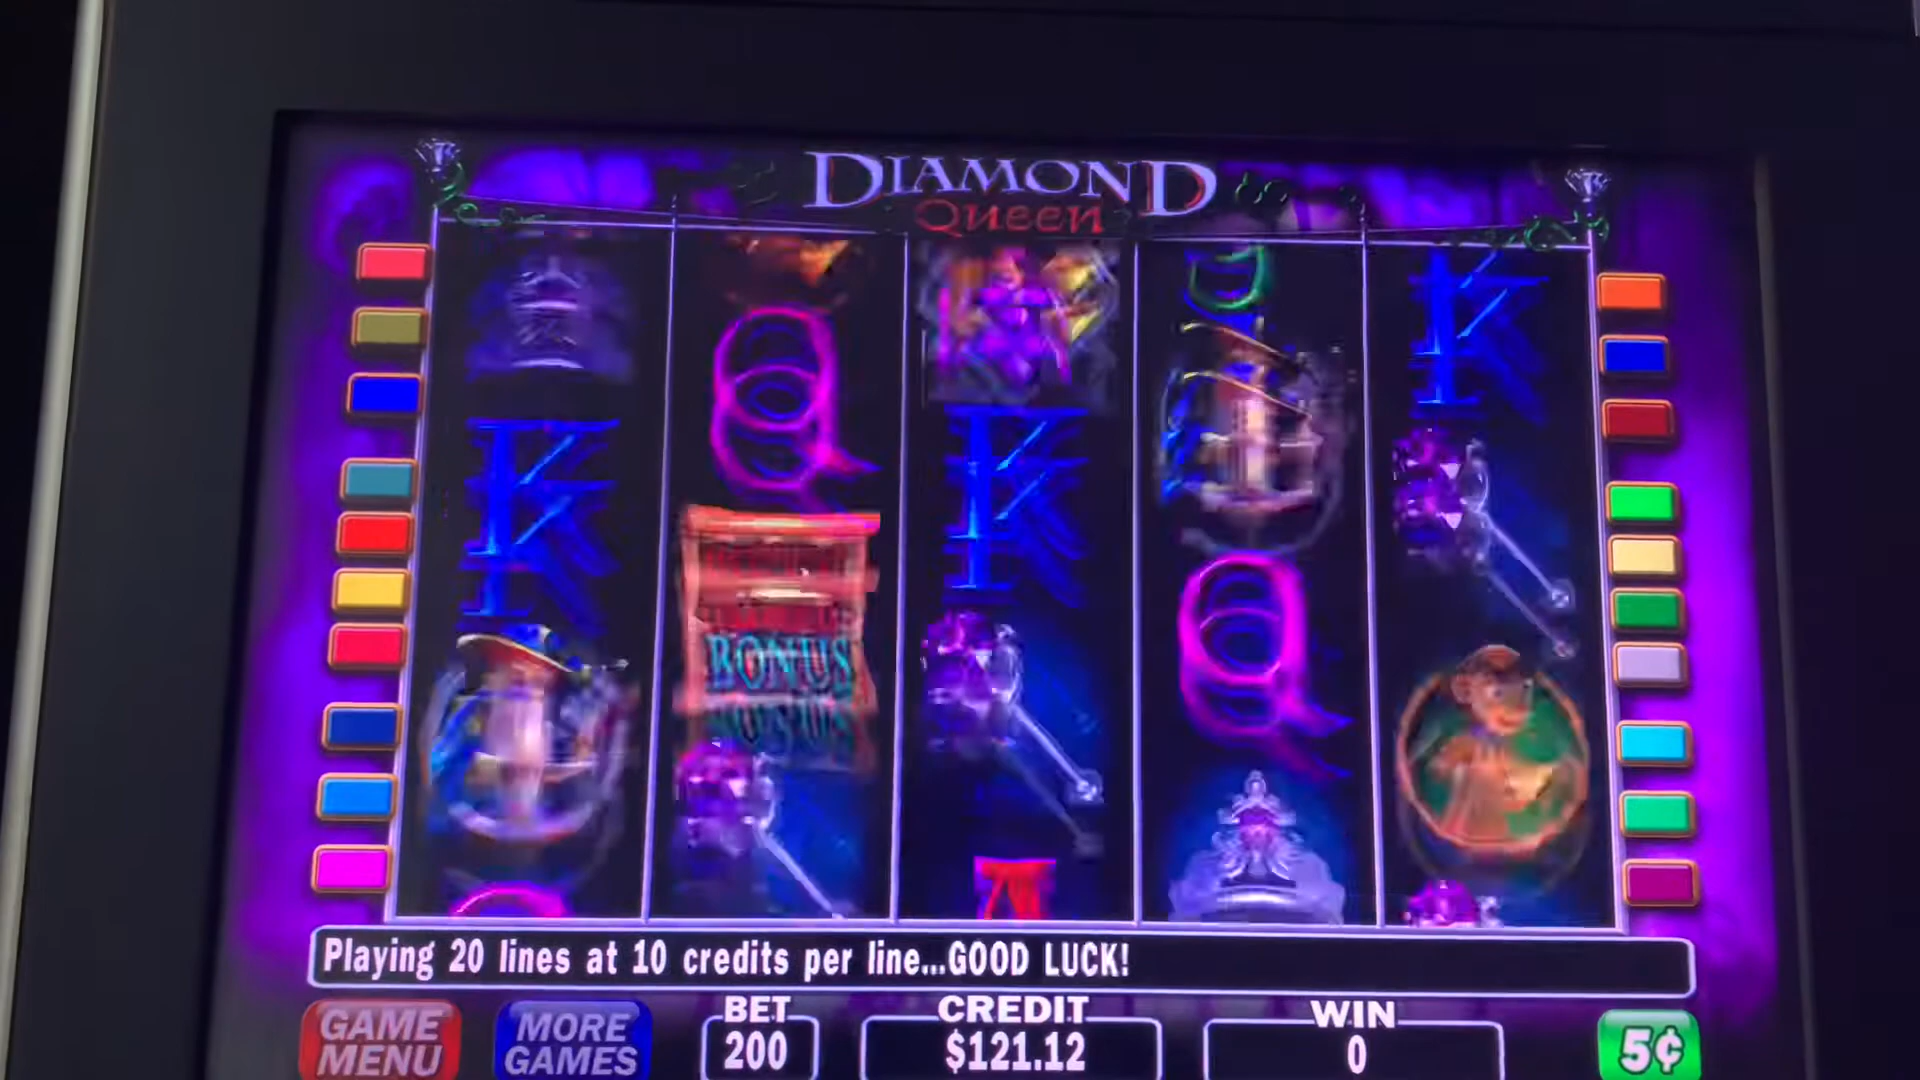 DIAMOND
Queen
Q
K
K
K
BONUS
Q
Playing 20 lines at 10 credits per line...GOOD LUCK!
GAME MENU
MORE GAMES
BET
200
CREDIT
$121.12
WIN
0
5¢